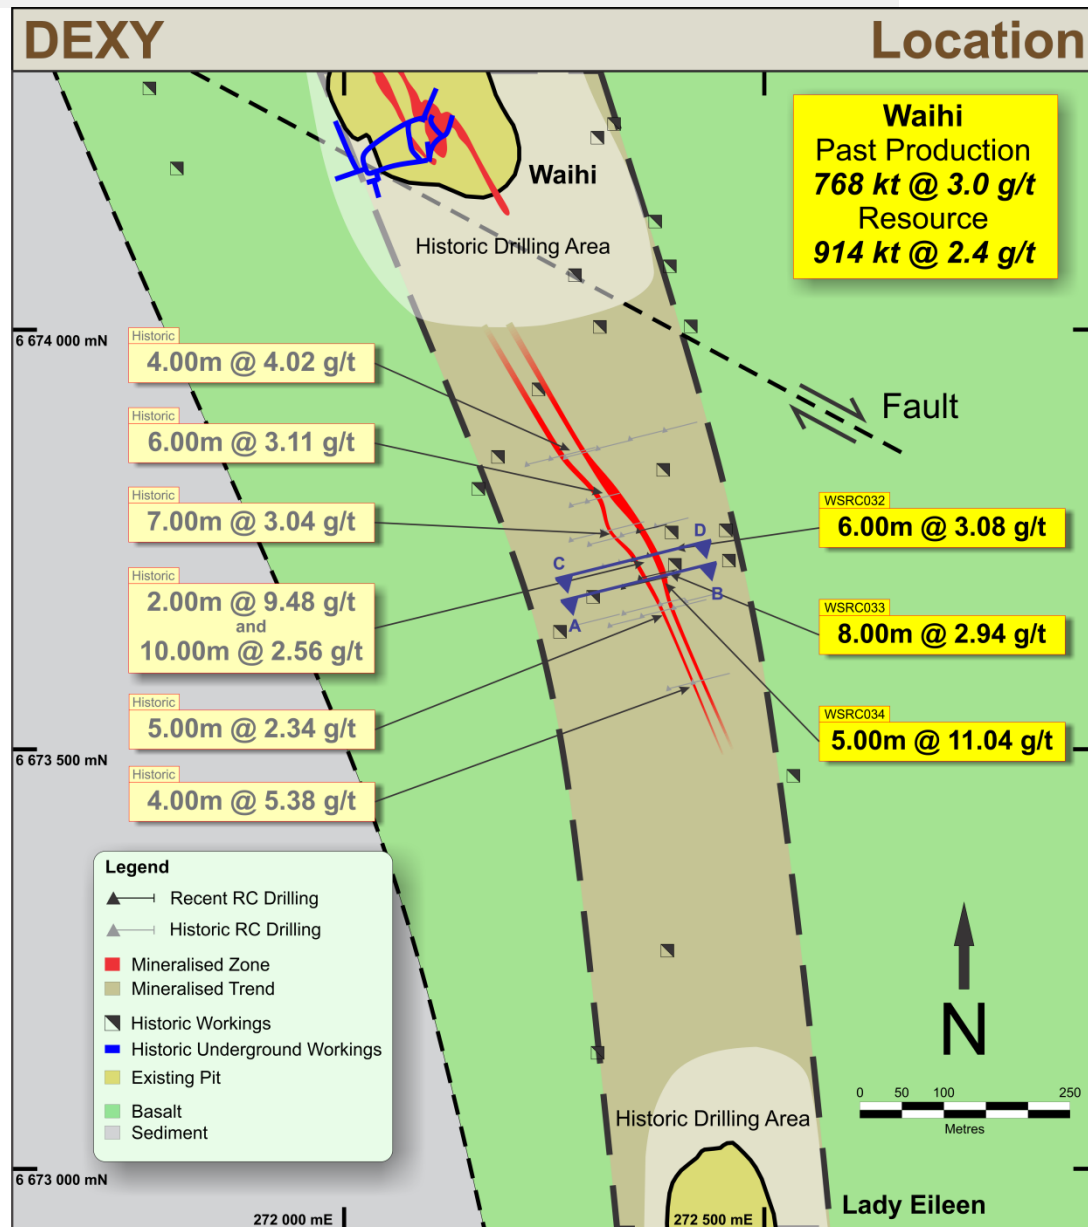 DEXY
Location
Waihi
Past Production
768 kt @ 3.0 g/t
Resource
914 kt @ 2.4 g/t
Waihi
Historic Drilling Area
6 674 000 mN
Fault
Historic
4.00m @ 4.02 g/t
Historic
6.00m @ 3.11 g/t
Historic
7.00m @ 3.04 g/t
Historic
2.00m @ 9.48 g/t
and
10.00m @ 2.56 g/t
Historic
5.00m @ 2.34 g/t
Historic
4.00m @ 5.38 g/t
C
D
A
B
WSRC032
6.00m @ 3.08 g/t
WSRC033
8.00m @ 2.94 g/t
WSRC034
5.00m @ 11.04 g/t
6 673 500 mN
Legend
Recent RC Drilling
Historic RC Drilling
Mineralised Zone
Mineralised Trend
Historic Workings
Historic Underground Workings
Existing Pit
Basalt
Sediment
N
0 50 100 250
Metres
Historic Drilling Area
6 673 000 mN
Lady Eileen
272 000 mE
272 500 mE